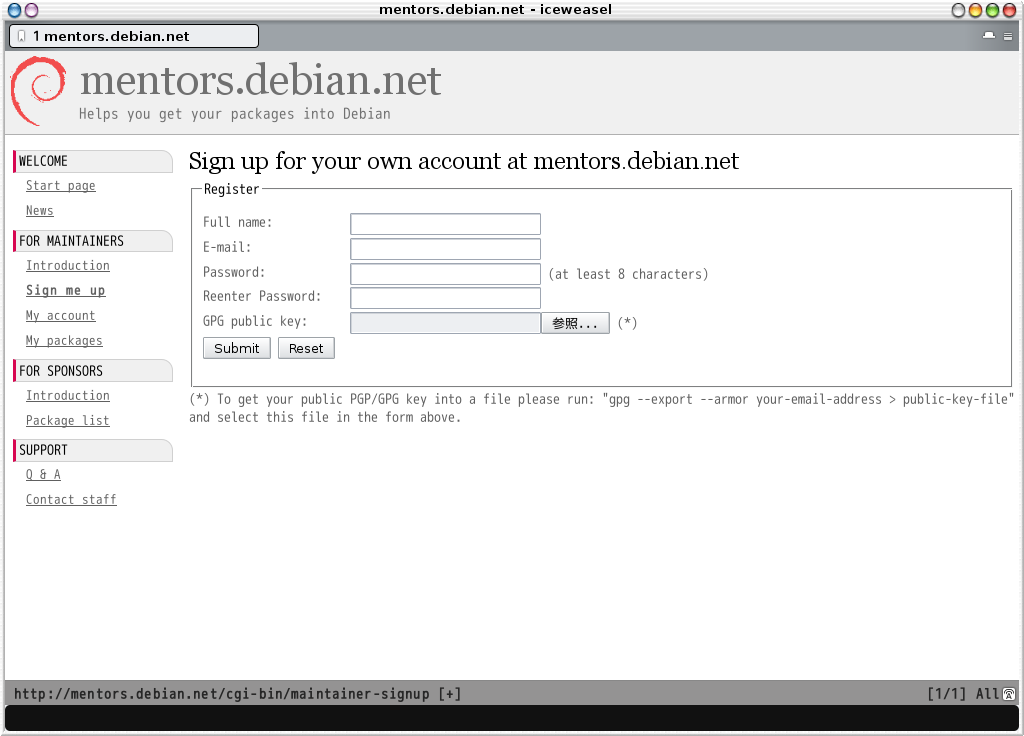 mentors.debian.net - iceweasel
1 mentors.debian.net
mentors.debian.net
Helps you get your packages into Debian
WELCOME
Start page
News
FOR MAINTAINERS
Introduction
Sign me up
My account
My packages
FOR SPONSORS
Introduction
Package list
SUPPORT
Q & A
Contact staff
Sign up for your own account at mentors.debian.net
Register
Full name:
E-mail:
Password: (at least 8 characters)
Reenter Password:
GPG public key: 参照... (*)
Submit Reset
(*) To get your public PGP/GPG key into a file please run: "gpg --export --armor your-email-address > public-key-file"
and select this file in the form above.
http://mentors.debian.net/cgi-bin/maintainer-signup [+] [1/1] All